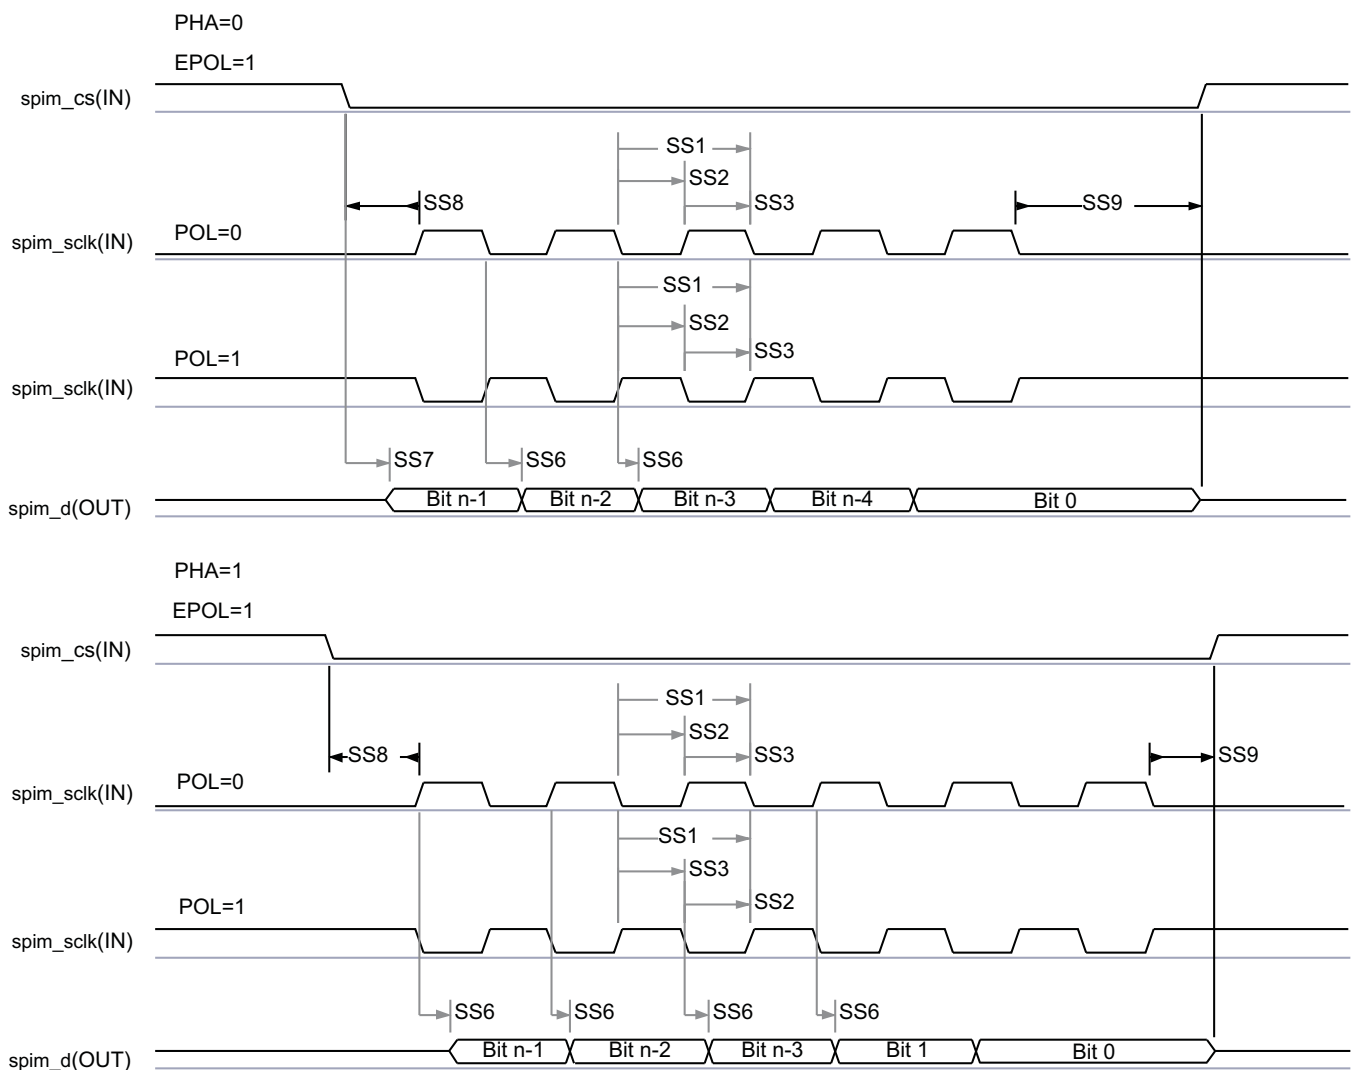 PHA=0
EPOL=1
spim_cs(IN)
SS1
SS2
SS8
SS3
SS9
POL=0
spim_sclk(IN)
SS1
SS2
SS3
POL=1
spim_sclk(IN)
SS7
SS6
SS6
spim_d(OUT)
Bit n-1
Bit n-2
Bit n-3
Bit n-4
Bit 0
PHA=1
EPOL=1
spim_cs(IN)
SS1
SS2
SS8
SS3
SS9
POL=0
spim_sclk(IN)
SS1
SS3
SS2
POL=1
spim_sclk(IN)
SS6
SS6
SS6
SS6
spim_d(OUT)
Bit n-1
Bit n-2
Bit n-3
Bit 1
Bit 0